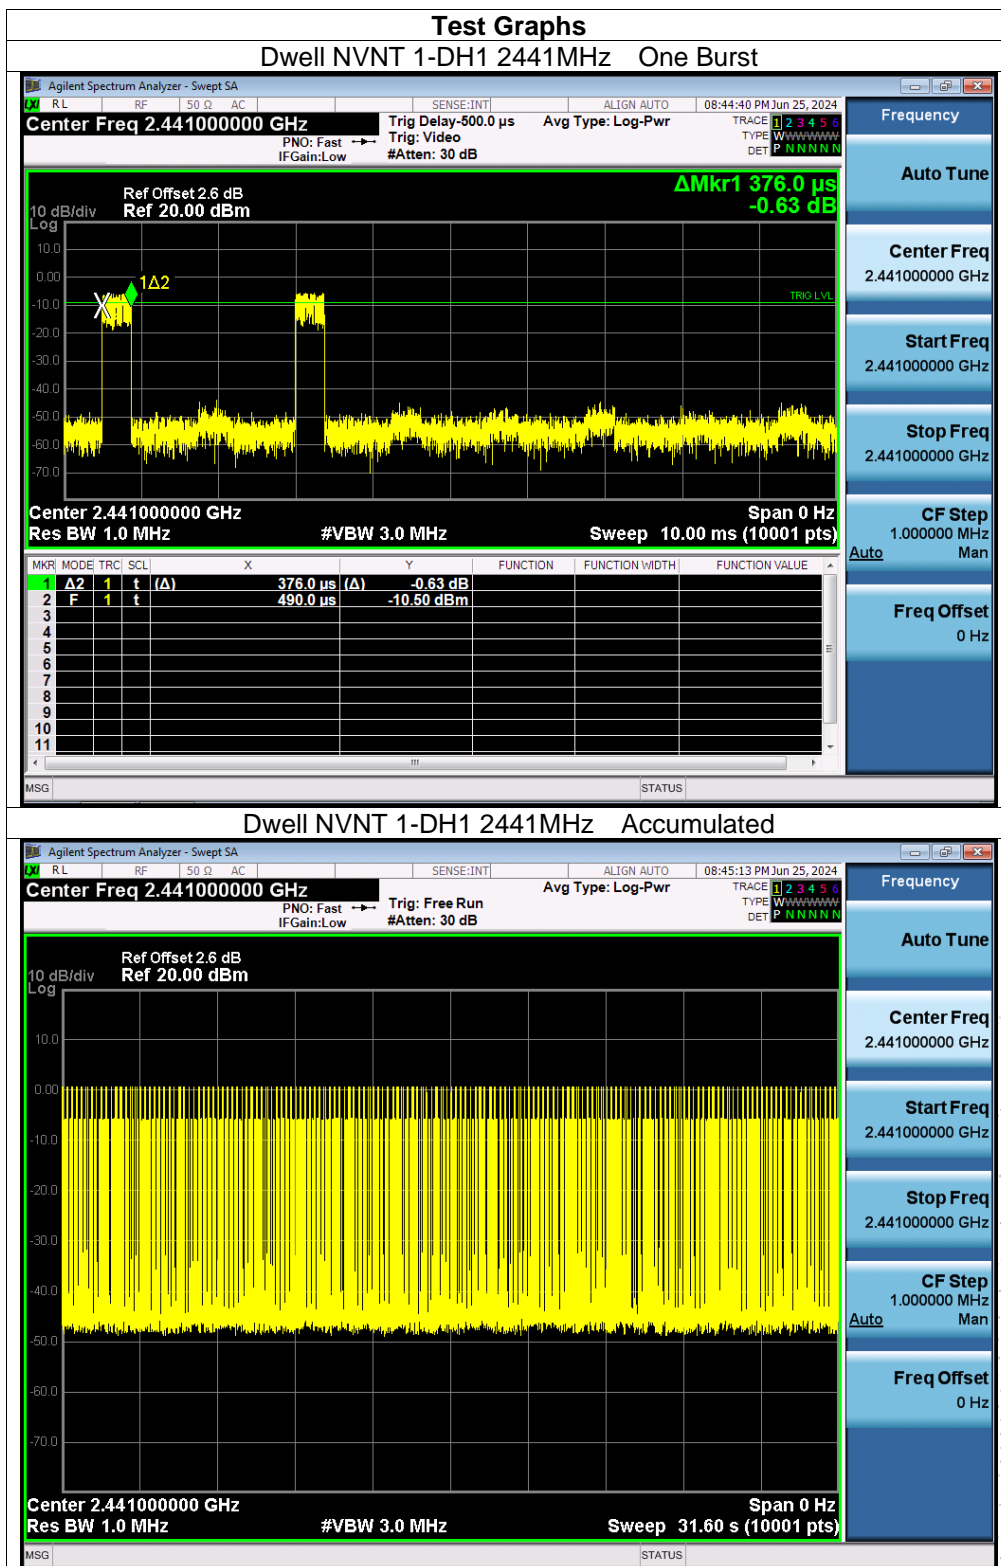 Test Graphs
Dwell NVNT 1-DH1 2441MHz One Burst
Agilent Spectrum Analyzer - Swept SA
LXI RL RF 50 Ω AC SENSE:INT ALIGN AUTO 08:44:40 PM Jun 25, 2024
Center Freq 2.441000000 GHz
PNO: Fast
IFGain:Low
Trig Delay-500.0 µs
Trig: Video
#Atten: 30 dB
Avg Type: Log-Pwr
TRACE 1 2 3 4 5 6
TYPE WWWWWW
DET P N N N N N
Frequency
Auto Tune
Center Freq
2.441000000 GHz
Start Freq
2.441000000 GHz
Stop Freq
2.441000000 GHz
CF Step
1.000000 MHz
Auto Man
Freq Offset
0 Hz
ΔMkr1 376.0 µs
-0.63 dB
Ref Offset 2.6 dB
10 dB/div Ref 20.00 dBm
Log
10.0
0.00
-10.0
-20.0
-30.0
-40.0
-50.0
-60.0
-70.0
1Δ2
TRIG LVL
Center 2.441000000 GHz Span 0 Hz
Res BW 1.0 MHz #VBW 3.0 MHz Sweep 10.00 ms (10001 pts)
MKR MODE TRC SCL X Y FUNCTION FUNCTION WIDTH FUNCTION VALUE
1 Δ2 1 t (Δ) 376.0 µs (Δ) -0.63 dB
2 F 1 t 490.0 µs -10.50 dBm
3
4
5
6
7
8
9
10
11
MSG STATUS
Dwell NVNT 1-DH1 2441MHz Accumulated
Agilent Spectrum Analyzer - Swept SA
LXI RL RF 50 Ω AC SENSE:INT ALIGN AUTO 08:45:13 PM Jun 25, 2024
Center Freq 2.441000000 GHz
PNO: Fast
IFGain:Low
Trig: Free Run
#Atten: 30 dB
Avg Type: Log-Pwr
TRACE 1 2 3 4 5 6
TYPE WWWWWW
DET P N N N N N
Frequency
Auto Tune
Center Freq
2.441000000 GHz
Start Freq
2.441000000 GHz
Stop Freq
2.441000000 GHz
CF Step
1.000000 MHz
Auto Man
Freq Offset
0 Hz
Ref Offset 2.6 dB
10 dB/div Ref 20.00 dBm
Log
10.0
0.00
-10.0
-20.0
-30.0
-40.0
-50.0
-60.0
-70.0
Center 2.441000000 GHz Span 0 Hz
Res BW 1.0 MHz #VBW 3.0 MHz Sweep 31.60 s (10001 pts)
MSG STATUS